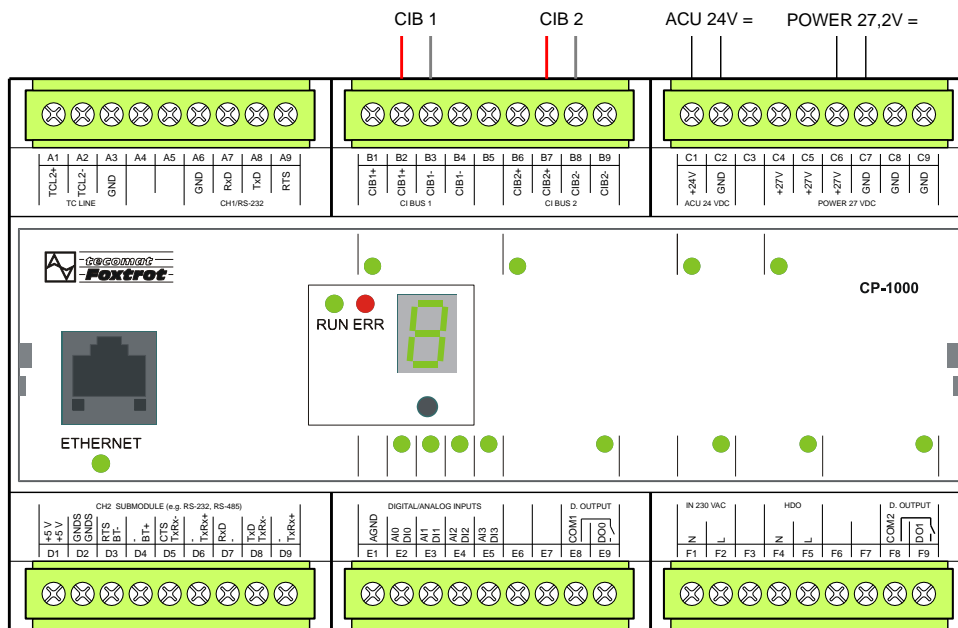 CIB 1 CIB 2 ACU 24V = POWER 27,2V =
A1 A2 A3 A4 A5 A6 A7 A8 A9 B1 B2 B3 B4 B5 B6 B7 B8 B9 C1 C2 C3 C4 C5 C6 C7 C8 C9
TCL2+ TCL2- GND GND RxD TxD RTS CIB1+ CIB1+ CIB1- CIB1- CIB2+ CIB2+ CIB2- CIB2- +24V GND +27V +27V +27V GND GND GND
TC LINE CH1/RS-232 CI BUS 1 CI BUS 2 ACU 24 VDC POWER 27 VDC
tecomat
Foxtrot
CP-1000
RUN ERR
8
ETHERNET
CH2 SUBMODULE (e.g. RS-232, RS-485) DIGITAL/ANALOG INPUTS D. OUTPUT IN 230 VAC HDO D. OUTPUT
+5 V GNDS RTS - CTS - RxD TxD - AGND AI0 AI1 AI2 AI3 COM1 DO0 N L N L COM2 DO1
+5 V GNDS BT- BT+ TxRx- TxRx+ - TxRx- TxRx+ DI0 DI1 DI2 DI3
D1 D2 D3 D4 D5 D6 D7 D8 D9 E1 E2 E3 E4 E5 E6 E7 E8 E9 F1 F2 F3 F4 F5 F6 F7 F8 F9